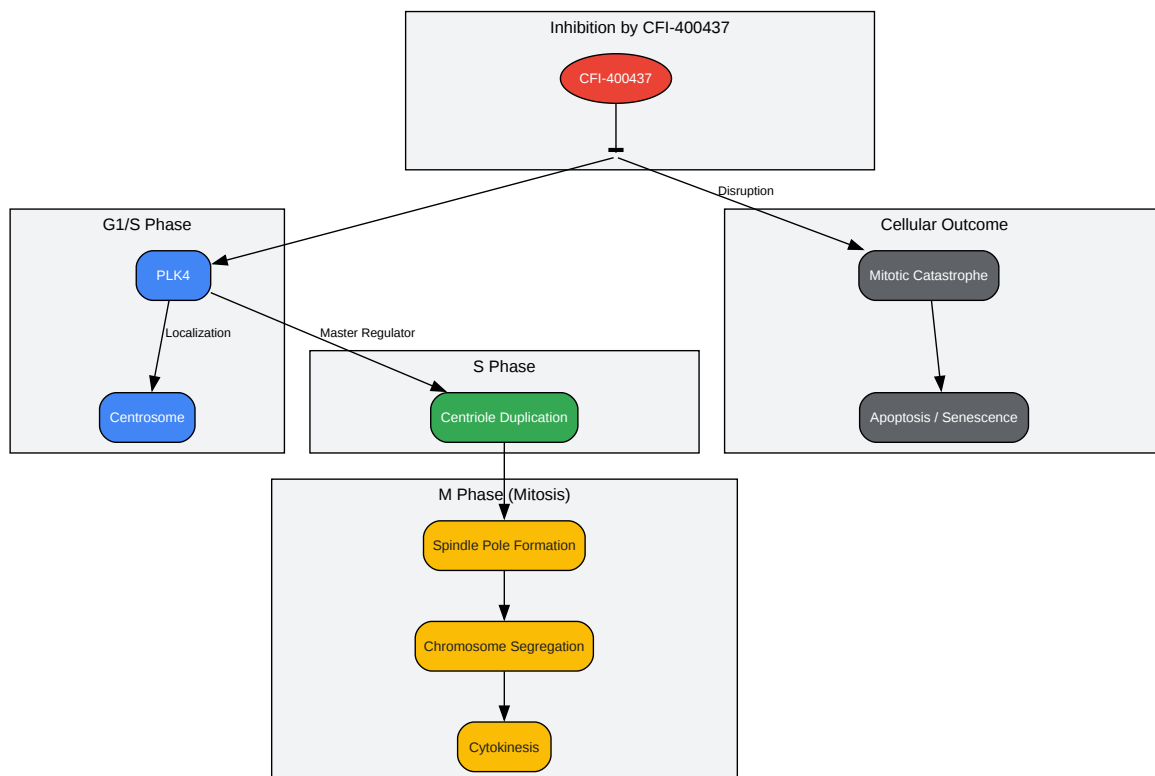 Inhibition by CFI-400437
CFI-400437
Disruption
G1/S Phase
PLK4
Localization
Centrosome
Master Regulator
S Phase
Centriole Duplication
Cellular Outcome
Mitotic Catastrophe
Apoptosis / Senescence
M Phase (Mitosis)
Spindle Pole Formation
Chromosome Segregation
Cytokinesis